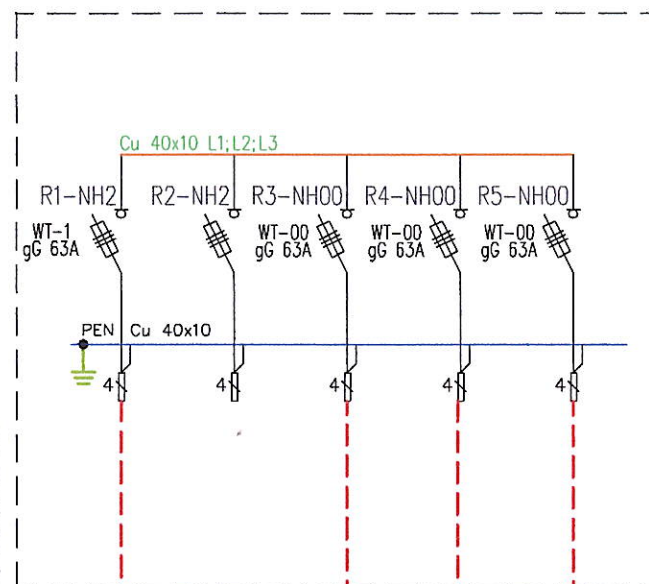 Cu 40x10 L1;L2;L3
R1-NH2 R2-NH2 R3-NH00 R4-NH00 R5-NH00
WT-1 WT-00 WT-00 WT-00
gG 63A gG 63A gG 63A gG 63A
PEN Cu 40x10
4 4 4 4 4